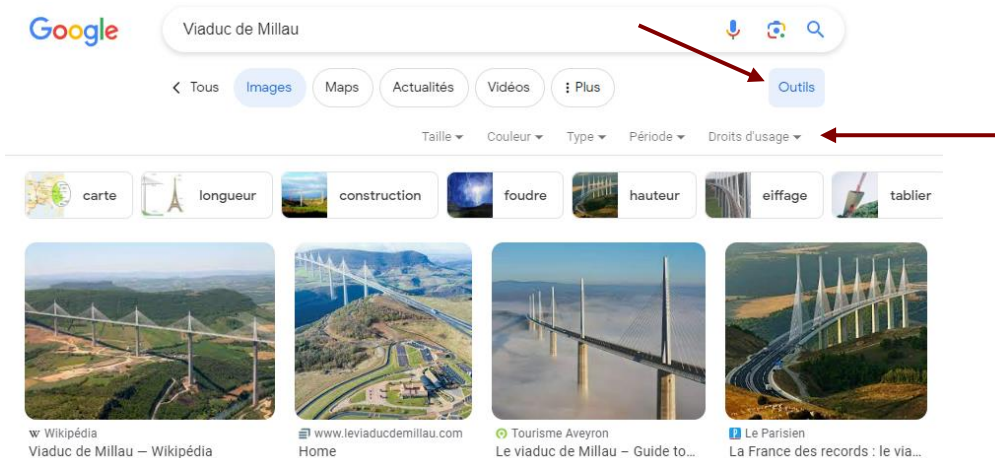 Google Viaduc de Millau
Tous Images Maps Actualités Vidéos Plus Outils
Taille Couleur Type Période Droits d'usage
carte longueur construction foudre hauteur eiffage tablier
W Wikipédia www.leviaducdemillau.com Tourisme Aveyron Le Parisien
Viaduc de Millau — Wikipédia Home Le viaduc de Millau – Guide to... La France des records : le via...